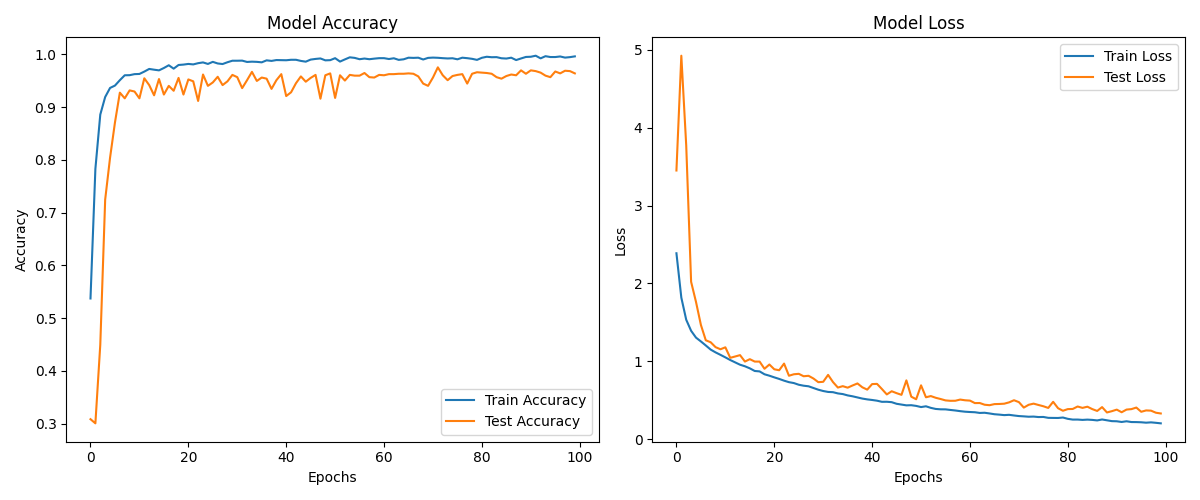 Model Accuracy
Accuracy
1.0
0.9
0.8
0.7
0.6
0.5
0.4
0.3
0 20 40 60 80 100
Epochs
Train Accuracy
Test Accuracy
Model Loss
Loss
5
4
3
2
1
0
0 20 40 60 80 100
Epochs
Train Loss
Test Loss